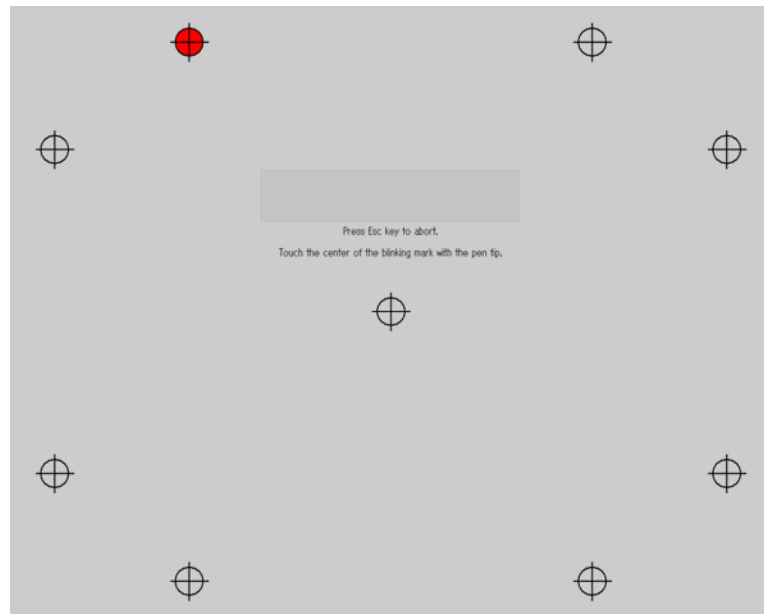 Press Esc key to abort.
Touch the center of the blinking mark with the pen tip.